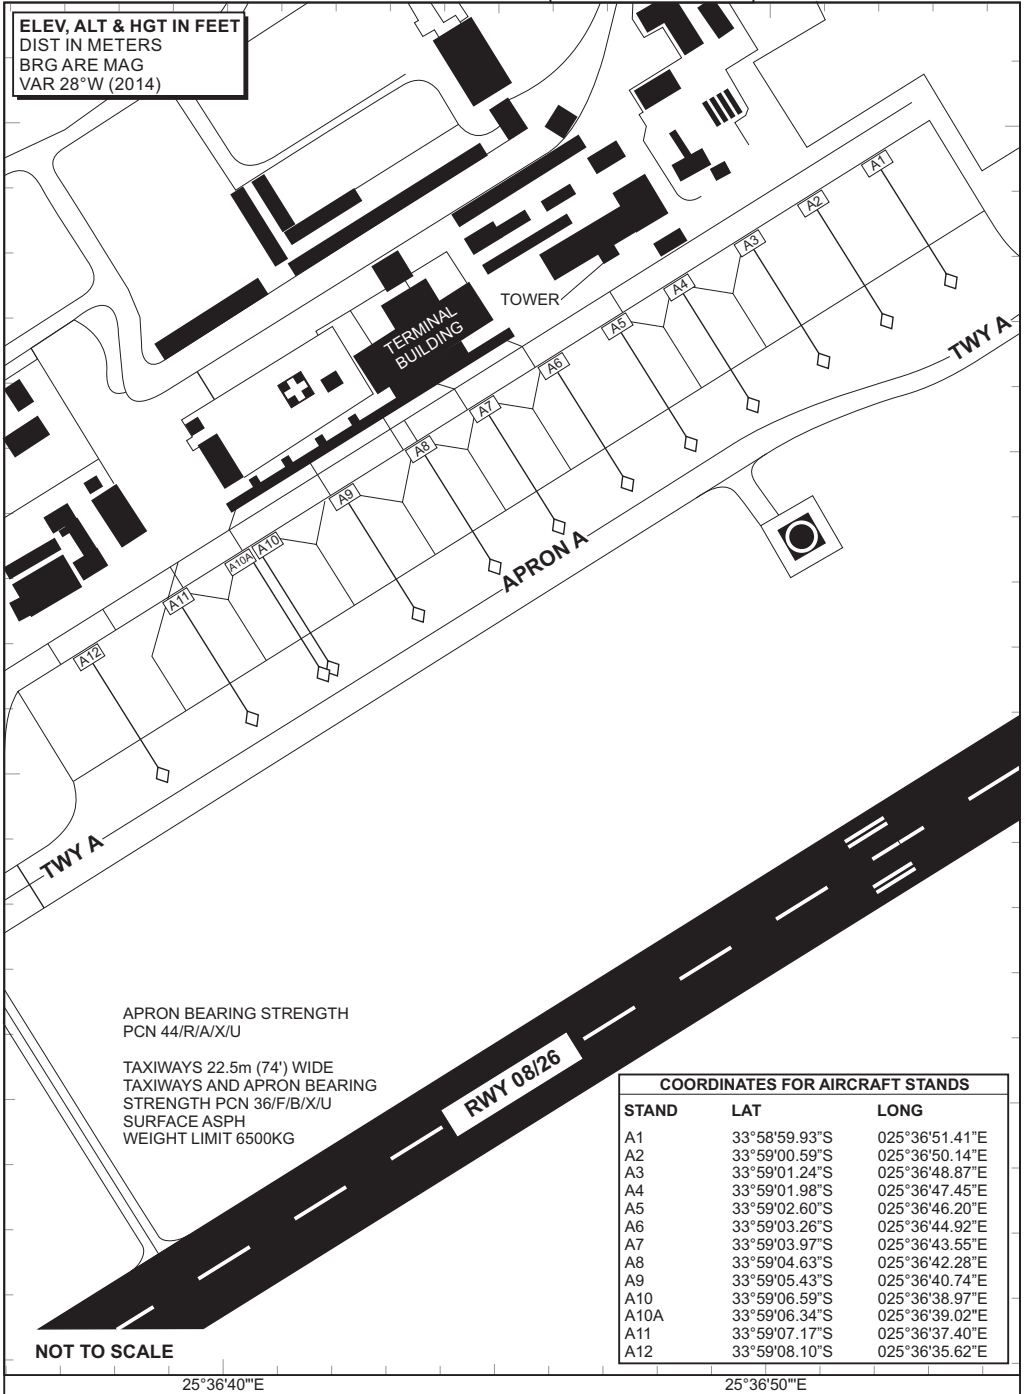 ELEV, ALT & HGT IN FEET
DIST IN METERS
BRG ARE MAG
VAR 28°W (2014)
A1
A2
A3
TOWER
A4
TERMINAL
BUILDING
A5
TWY A
A6
A7
A8
A9
APRON A
A10
A10A
A11
A12
TWY A
APRON BEARING STRENGTH
PCN 44/R/A/X/U
TAXIWAYS 22.5m (74') WIDE
TAXIWAYS AND APRON BEARING
STRENGTH PCN 36/F/B/X/U
SURFACE ASPH
WEIGHT LIMIT 6500KG
RWY 08/26
COORDINATES FOR AIRCRAFT STANDS
STAND LAT LONG
A1 33°58'59.93”S 025°36'51.41”E
A2 33°59'00.59”S 025°36'50.14”E
A3 33°59'01.24”S 025°36'48.87”E
A4 33°59'01.98”S 025°36'47.45”E
A5 33°59'02.60”S 025°36'46.20”E
A6 33°59'03.26”S 025°36'44.92”E
A7 33°59'03.97”S 025°36'43.55”E
A8 33°59'04.63”S 025°36'42.28”E
A9 33°59'05.43”S 025°36'40.74”E
A10 33°59'06.59”S 025°36'38.97”E
A10A 33°59'06.34”S 025°36'39.02"E
A11 33°59'07.17”S 025°36'37.40”E
A12 33°59'08.10”S 025°36'35.62”E
NOT TO SCALE
25°36'40'"E 25°36'50'"E